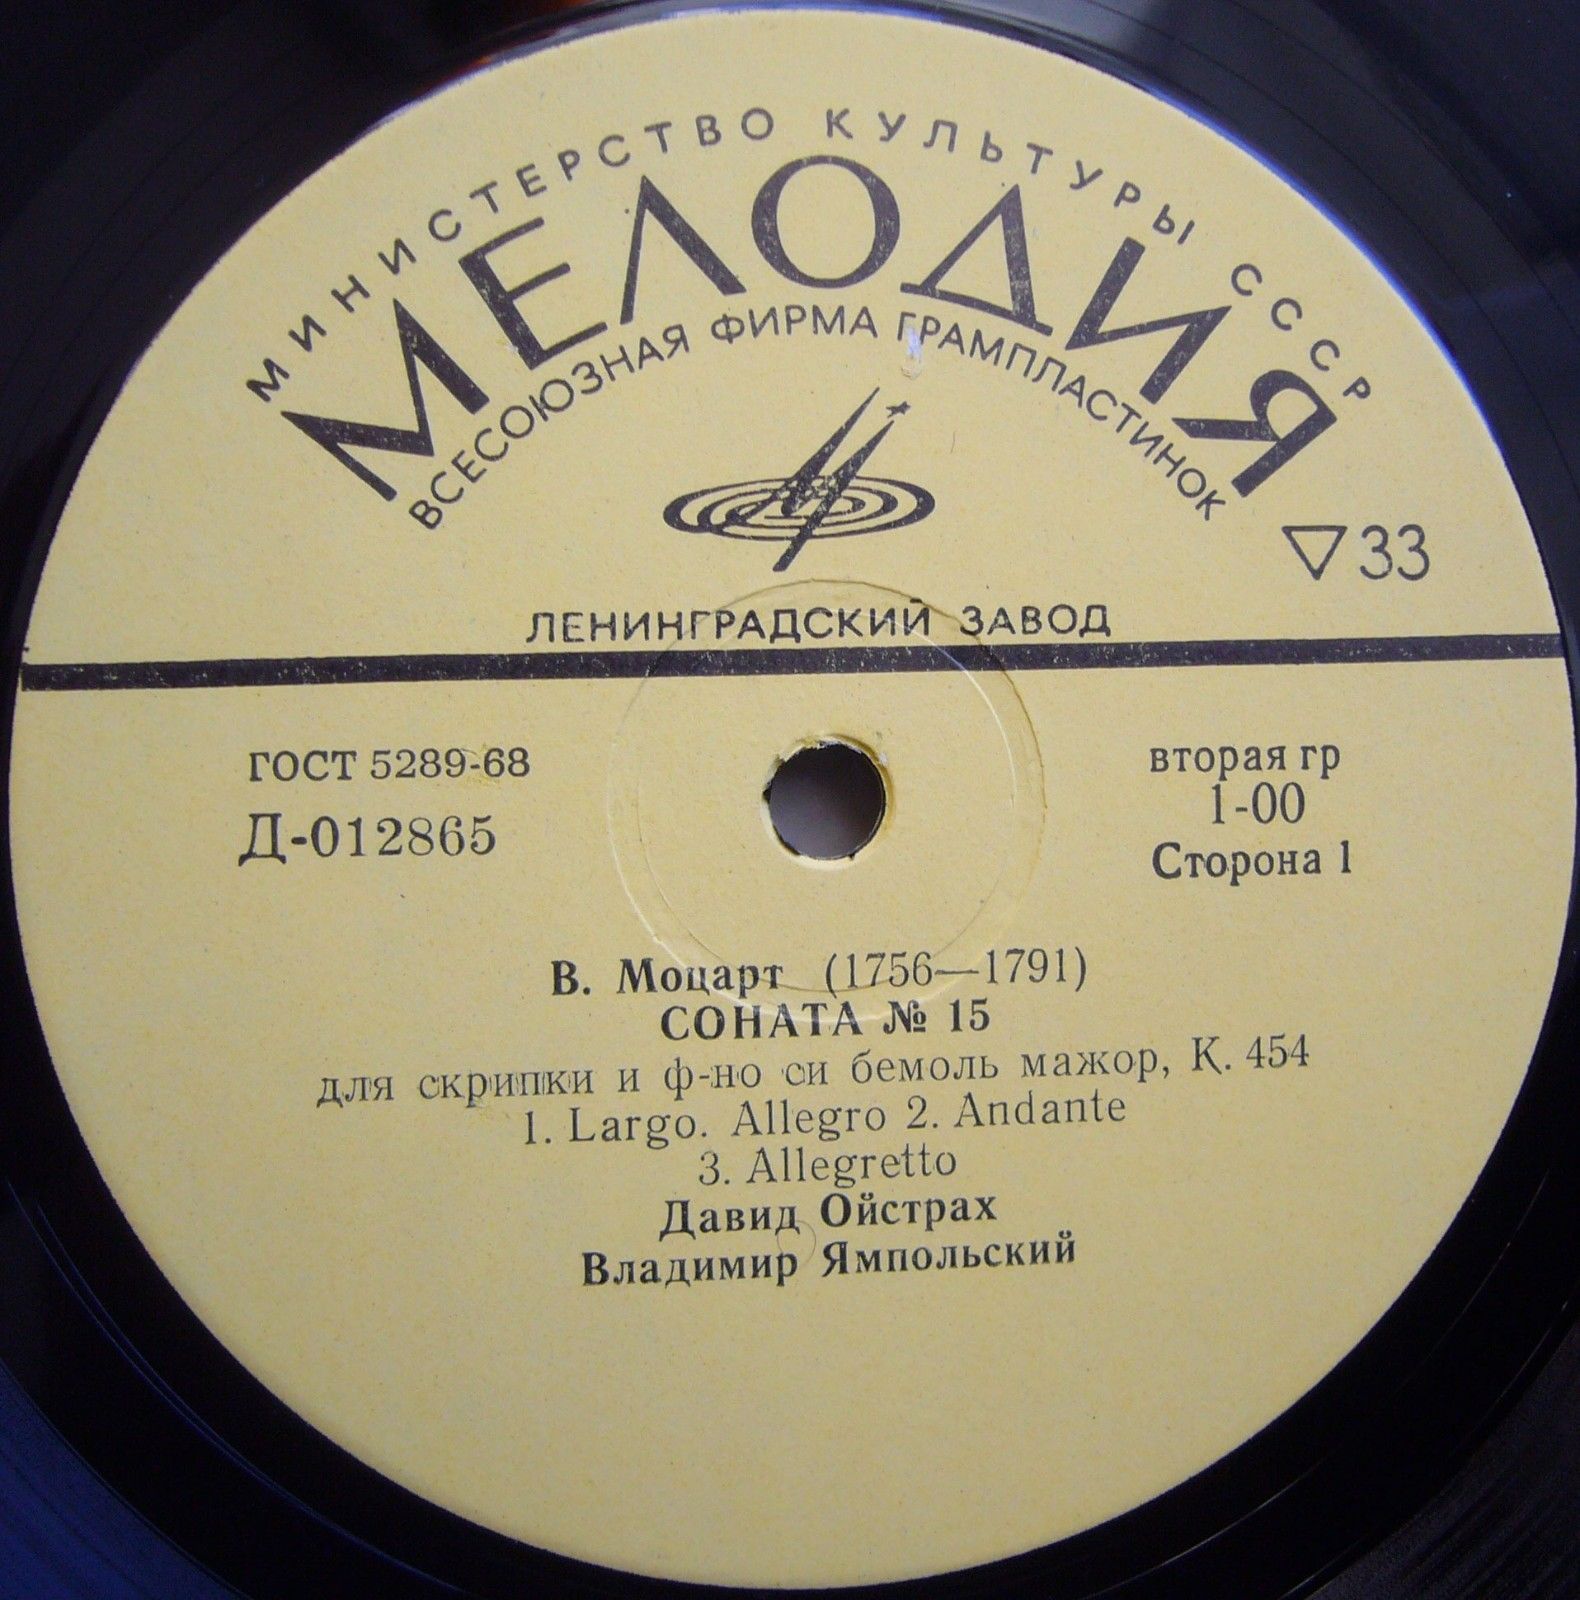 МИНИСТЕРСТВО КУЛЬТУРЫ СССР
МЕЛОДИЯ
ВСЕСОЮЗНАЯ ФИРМА ГРАМПЛАСТИНОК
33
ЛЕНИНГРАДСКИЙ ЗАВОД
ГОСТ 5289-68
Д-012865
вторая гр
1-00
Сторона 1
В. Моцарт (1756—1791)
СОНАТА № 15
для скрипки и ф-но си бемоль мажор, К. 454
1. Largo. Allegro 2. Andante
3. Allegretto
Давид Ойстрах
Владимир Ямпольский